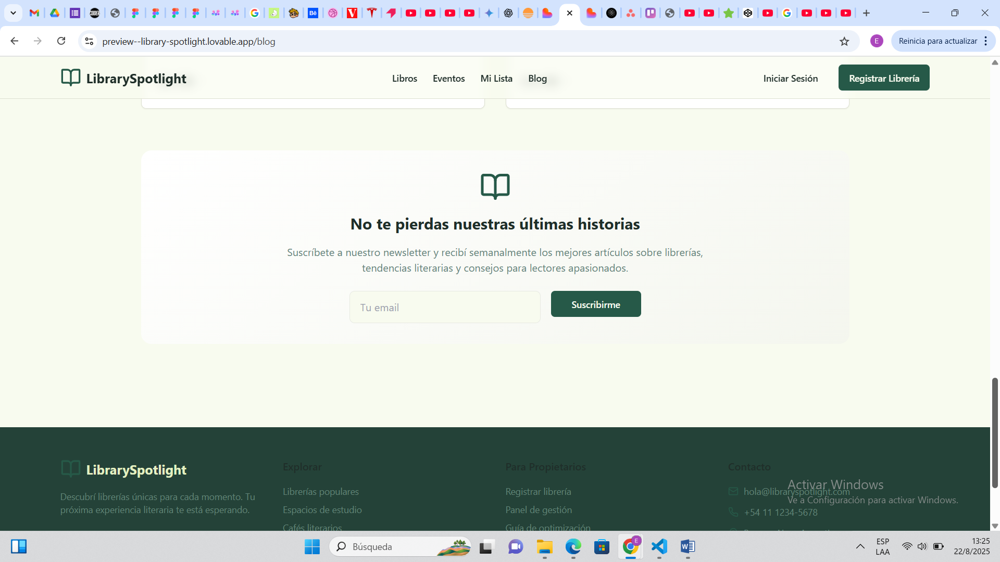 preview--library-spotlight.lovable.app/blog
E
Reinicia para actualizar
LibrarySpotlight
Libros
Eventos
Mi Lista
Blog
Iniciar Sesión
Registrar Librería
No te pierdas nuestras últimas historias
Suscríbete a nuestro newsletter y recibí semanalmente los mejores artículos sobre librerías,
tendencias literarias y consejos para lectores apasionados.
Tu email
Suscribirme
LibrarySpotlight
Descubrí librerías únicas para cada momento. Tu
próxima experiencia literaria te está esperando.
Explorar
Librerías populares
Espacios de estudio
Cafés literarios
Para Propietarios
Registrar librería
Panel de gestión
Guía de optimización
Contacto
hola@libraryspotlight.com
+54 11 1234-5678
Activar Windows
Ve a Configuración para activar Windows.
Búsqueda
ESP
LAA
13:25
22/8/2025